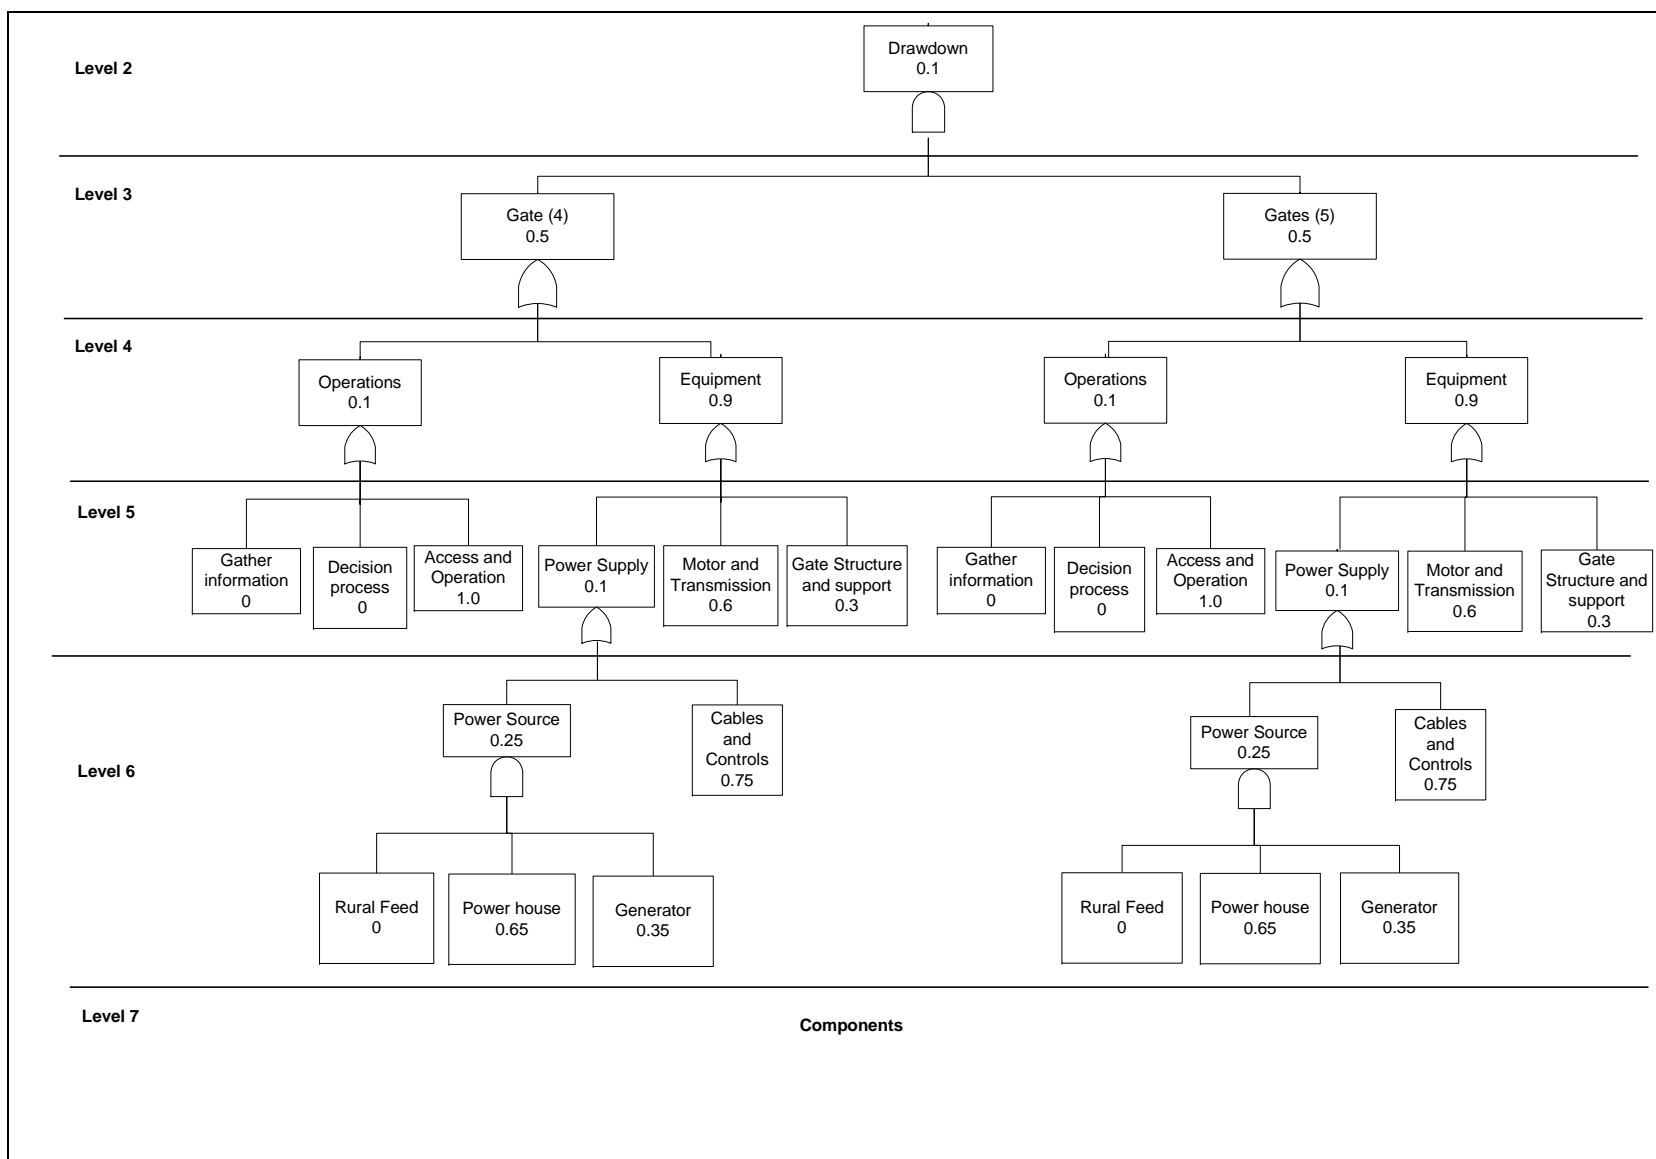 Level 2
Drawdown
0.1
Level 3
Gate (4)
0.5
Gates (5)
0.5
Level 4
Operations
0.1
Equipment
0.9
Operations
0.1
Equipment
0.9
Level 5
Gather
information
0
Decision
process
0
Access and
Operation
1.0
Power Supply
0.1
Motor and
Transmission
0.6
Gate Structure
and support
0.3
Gather
information
0
Decision
process
0
Access and
Operation
1.0
Power Supply
0.1
Motor and
Transmission
0.6
Gate
Structure and
support
0.3
Level 6
Power Source
0.25
Cables
and
Controls
0.75
Power Source
0.25
Cables
and
Controls
0.75
Rural Feed
0
Power house
0.65
Generator
0.35
Rural Feed
0
Power house
0.65
Generator
0.35
Level 7
Components